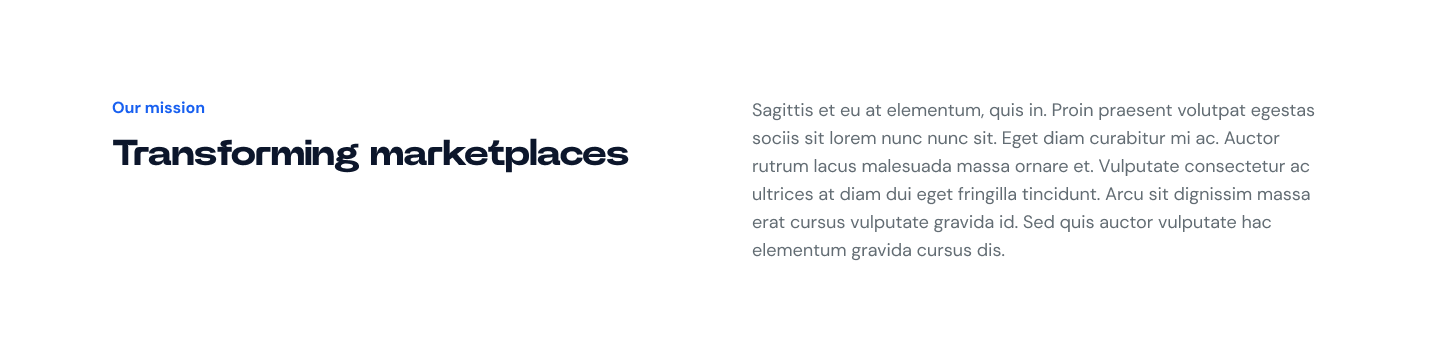 Our mission
Transforming marketplaces
Sagittis et eu at elementum, quis in. Proin praesent volutpat egestas
sociis sit lorem nunc nunc sit. Eget diam curabitur mi ac. Auctor
rutrum lacus malesuada massa ornare et. Vulputate consectetur ac
ultrices at diam dui eget fringilla tincidunt. Arcu sit dignissim massa
erat cursus vulputate gravida id. Sed quis auctor vulputate hac
elementum gravida cursus dis.